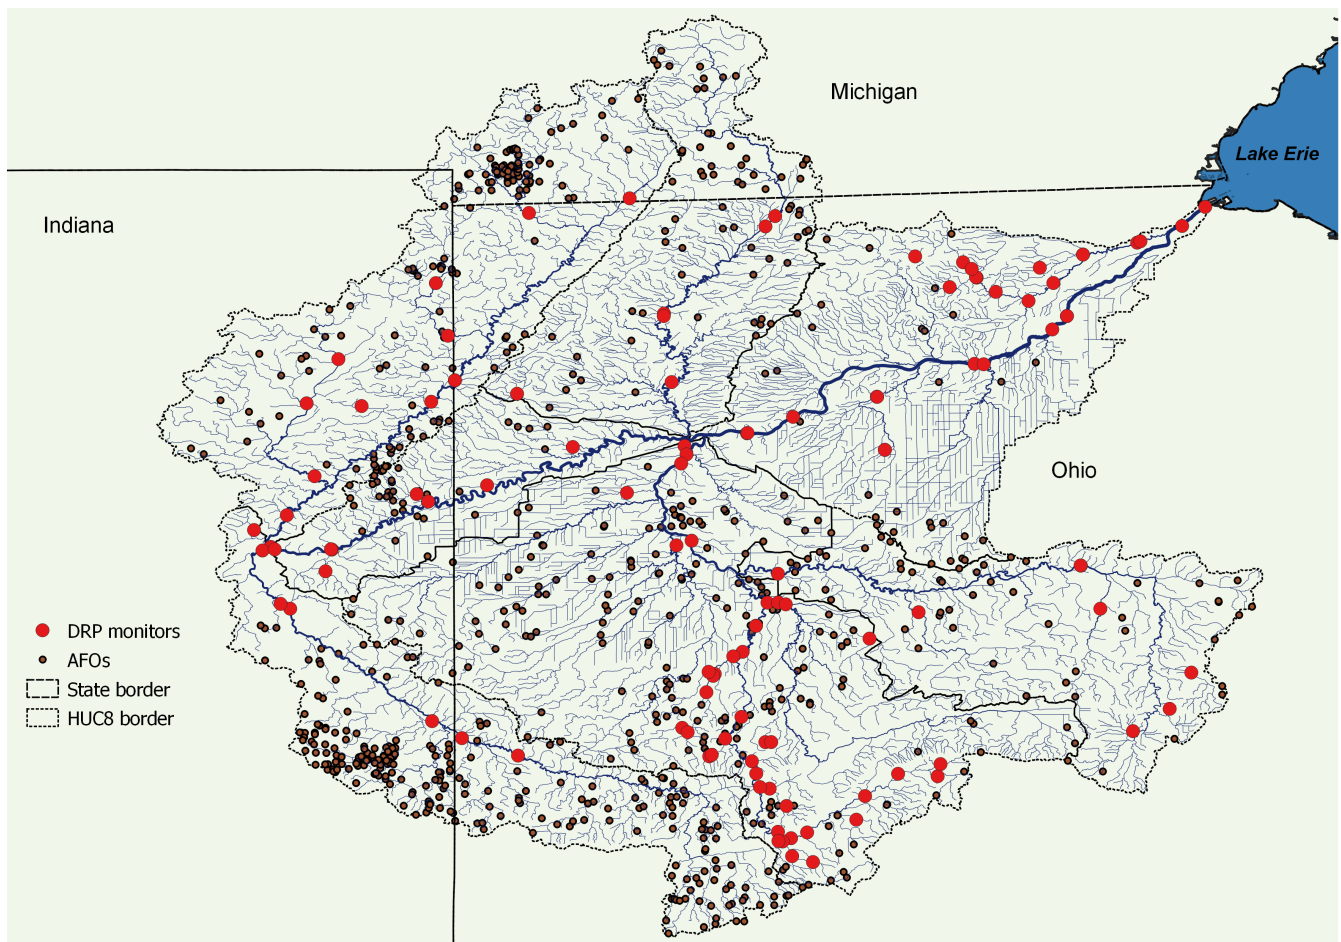 Michigan
Lake Erie
Indiana
Ohio
DRP monitors
AFOs
State border
HUC8 border